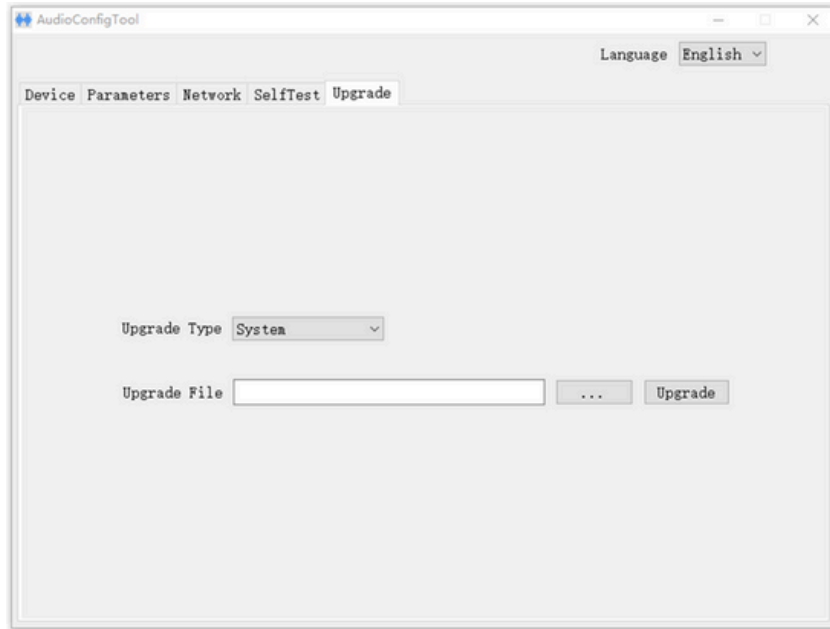 AudioConfigTool
Language English
Device Parameters Network SelfTest Upgrade
Upgrade Type System
Upgrade File ... Upgrade